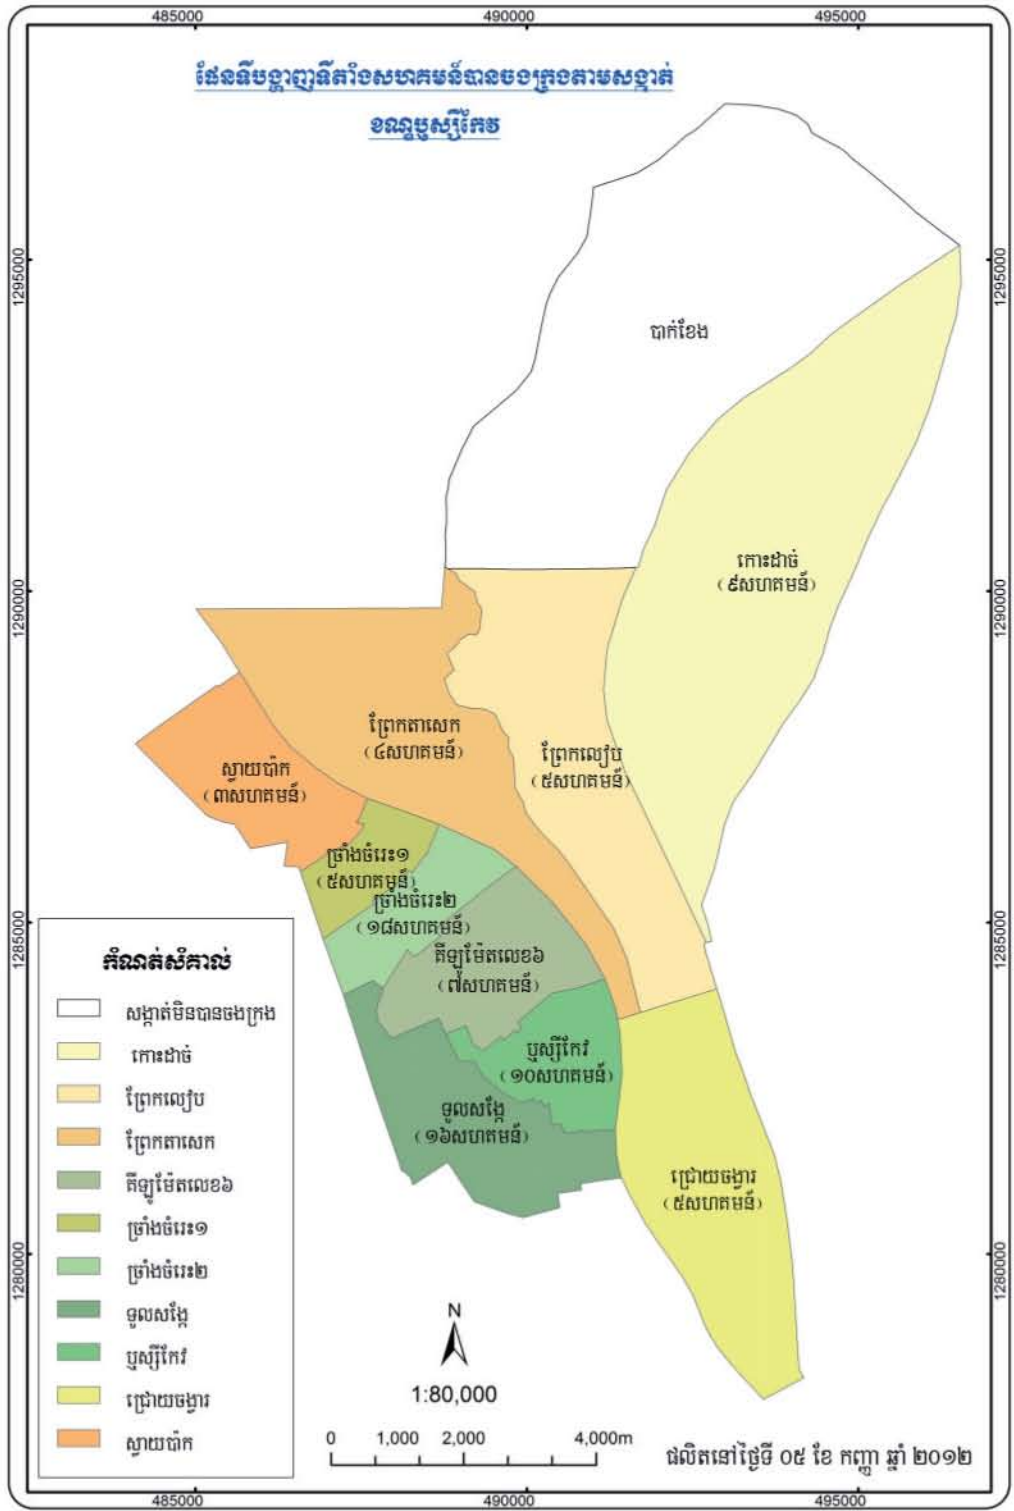 485000 490000 495000
ផែនទីបង្ហាញទីតាំងសហគមន៍បានចងក្រងតាមសង្កាត់
ខណ្ឌឫស្សីកែវ
1295000 1295000
បាក់ខែង
កោះដាច់
(៩សហគមន៍)
1290000 1290000
ព្រែកតាសេក
(៤សហគមន៍)
ព្រែកលៀប
(៥សហគមន៍)
ស្វាយប៉ាក
(៣សហគមន៍)
ច្រាំងចំរេះ១
(៥សហគមន៍)
ច្រាំងចំរេះ២
(១៨សហគមន៍)
1285000 1285000
គីឡូម៉ែតលេខ៦
(៧សហគមន៍)
ឫស្សីកែវ
(១០សហគមន៍)
ទួលសង្កែ
(១៦សហគមន៍)
ជ្រោយចង្វារ
(៥សហគមន៍)
1280000 1280000
កំណត់សំគាល់
សង្កាត់មិនបានចងក្រង
កោះដាច់
ព្រែកលៀប
ព្រែកតាសេក
គីឡូម៉ែតលេខ៦
ច្រាំងចំរេះ១
ច្រាំងចំរេះ២
ទួលសង្កែ
ឫស្សីកែវ
ជ្រោយចង្វារ
ស្វាយប៉ាក
N
1:80,000
0 1,000 2,000 4,000m
ផលិតនៅថ្ងៃទី ០៥ ខែ កញ្ញា ឆ្នាំ ២០១២
485000 490000 495000